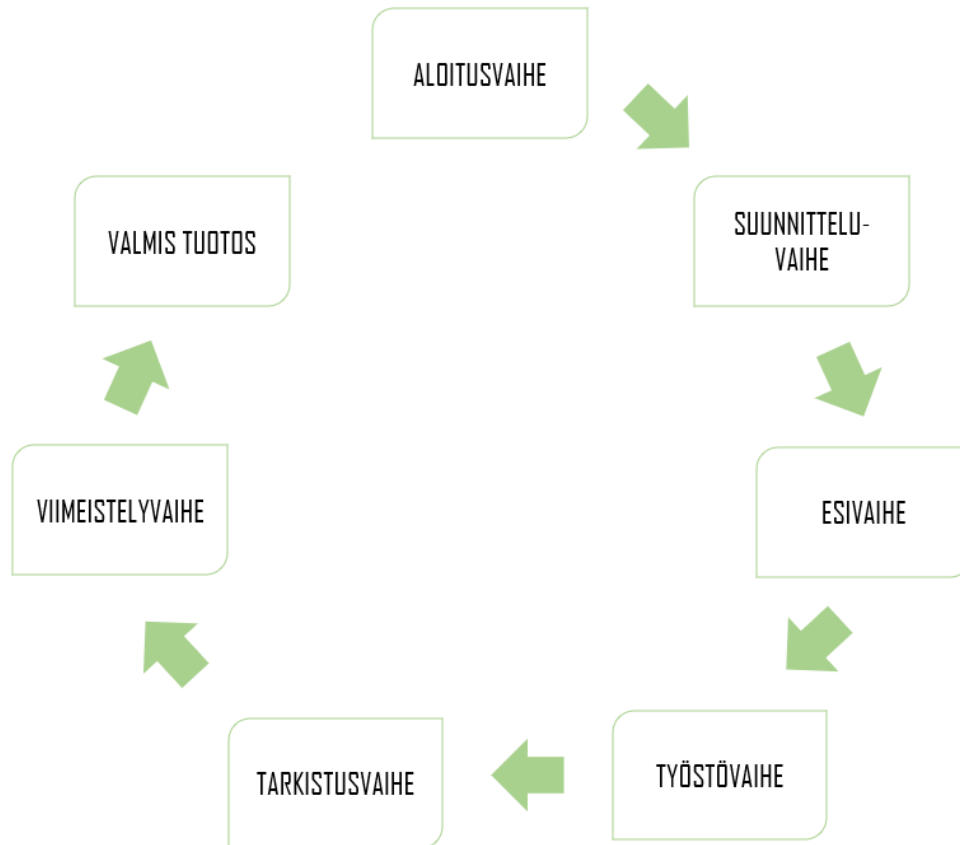 ALOITUSVAIHE
SUUNNITTELU-
VAIHE
ESIVAIHE
TYÖSTÖVAIHE
TARKISTUSVAIHE
VIIMEISTELYVAIHE
VALMIS TUOTOS